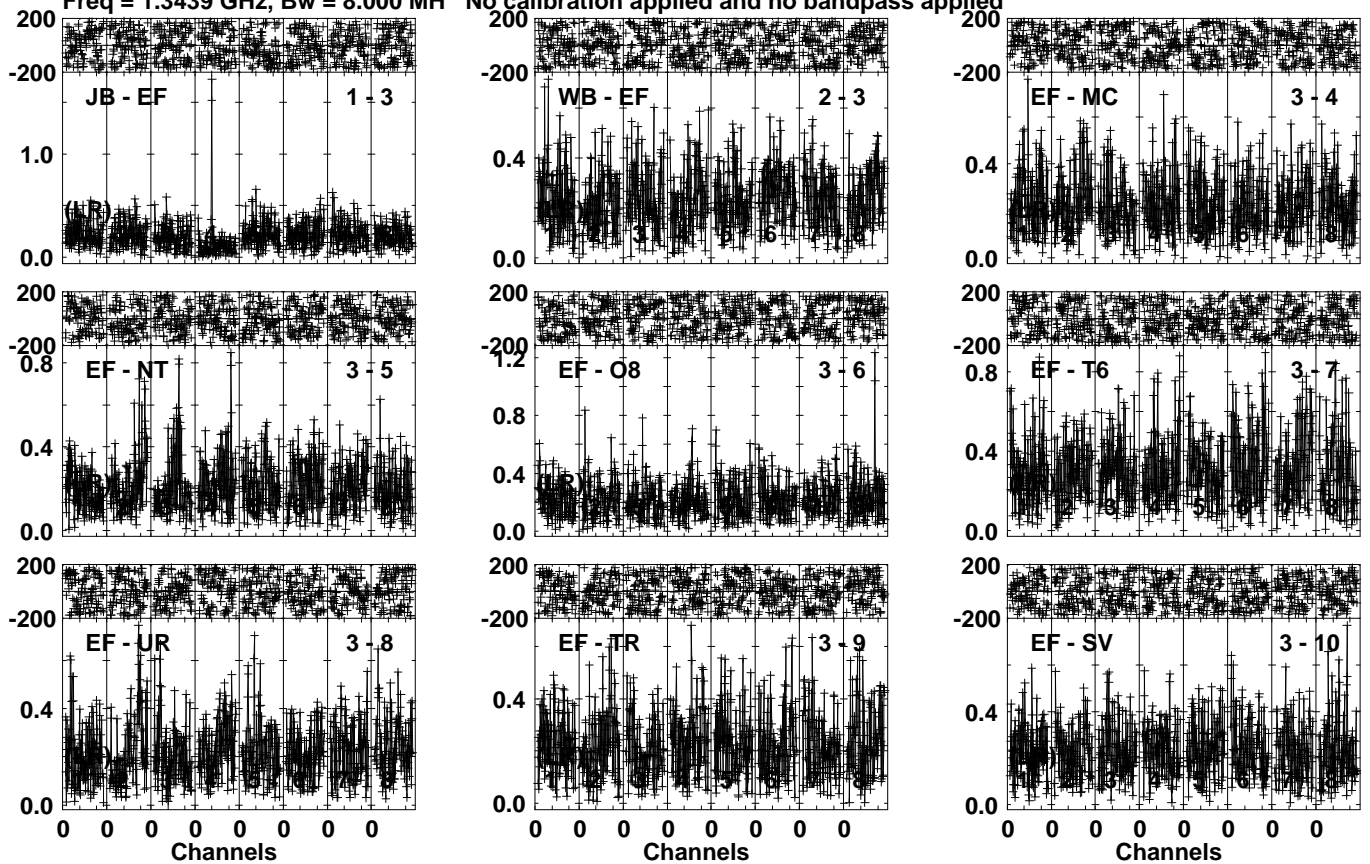 Freq = 1.3439 GHz, Bw = 8.000 MH No calibration applied and no bandpass applied
200
-200
JB - EF 1 - 3
1.0
0.0
200
-200
WB - EF 2 - 3
0.4
0.0
200
-200
EF - MC 3 - 4
0.4
0.0
200
-200
EF - NT 3 - 5
0.8
0.4
0.0
200
-200
EF - O8 3 - 6
1.2
0.8
0.4
0.0
200
-200
EF - T6 3 - 7
0.8
0.4
0.0
200
-200
EF - UR 3 - 8
0.4
0.0
0 0 0 0 0 0 0 0
Channels
200
-200
EF - TR 3 - 9
0.4
0.0
0 0 0 0 0 0 0 0
Channels
200
-200
EF - SV 3 - 10
0.4
0.0
0 0 0 0 0 0 0 0
Channels